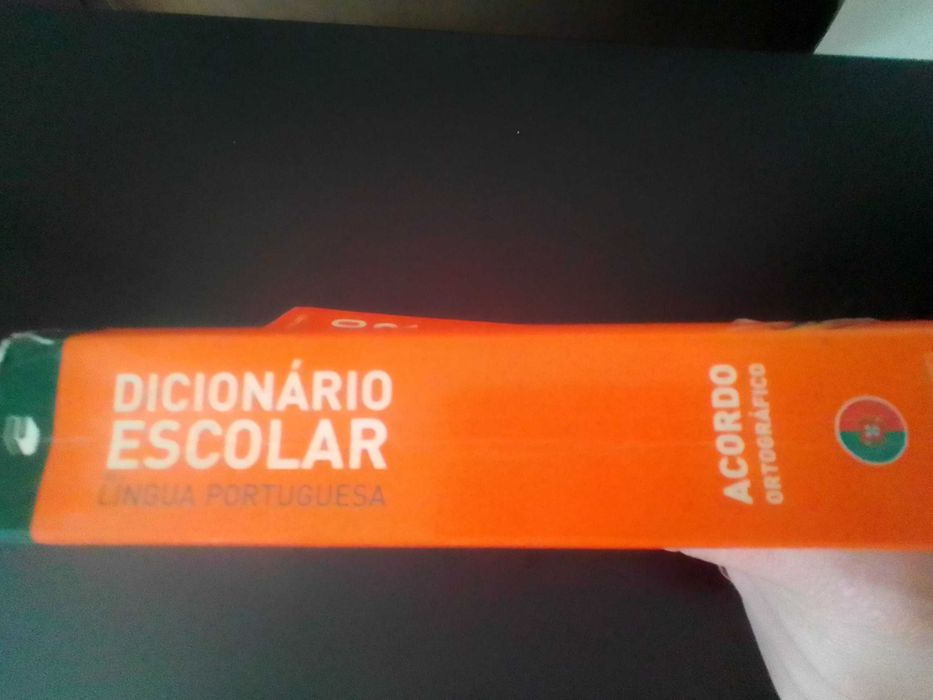 DICIONÁRIO
ESCOLAR
LÍNGUA PORTUGUESA
ACORDO
ORTOGRÁFICO